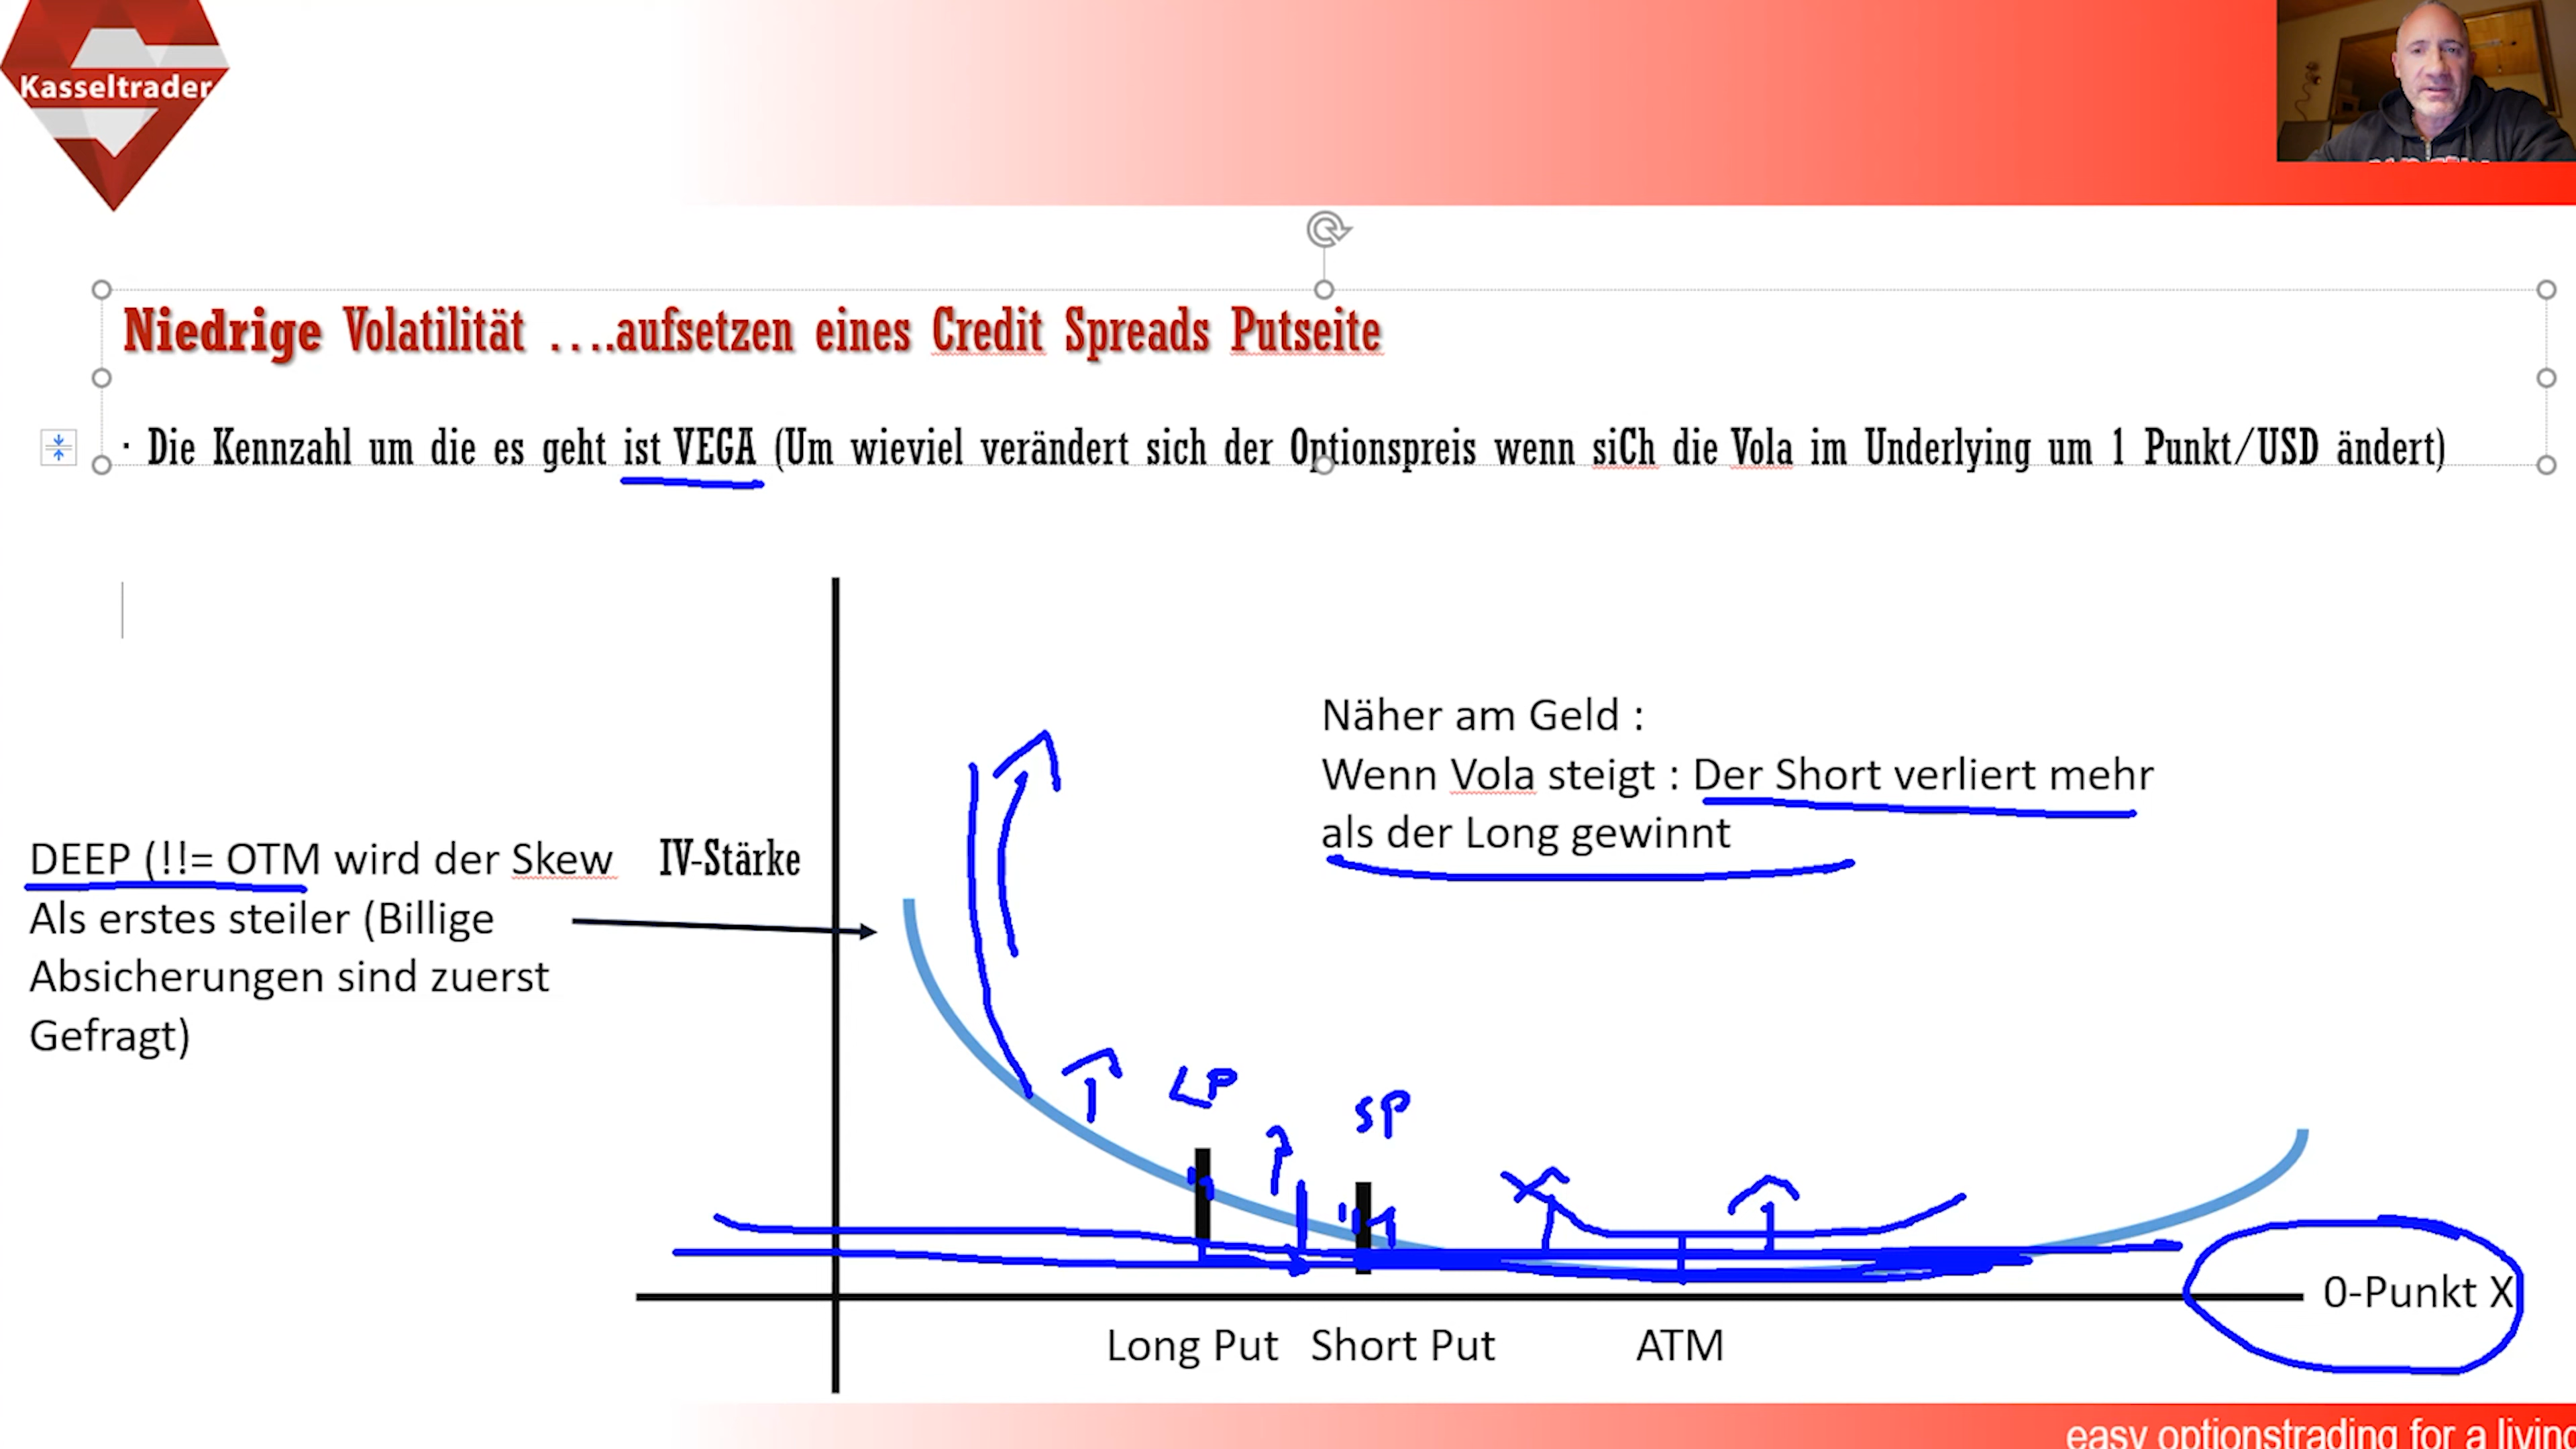 Kasseltrader
Niedrige Volatilität ....aufsetzen eines Credit Spreads Putseite
· Die Kennzahl um die es geht ist VEGA (Um wieviel verändert sich der Optionspreis wenn siCh die Vola im Underlying um 1 Punkt/USD ändert)
Näher am Geld :
Wenn Vola steigt : Der Short verliert mehr
als der Long gewinnt
DEEP (!!= OTM wird der Skew
Als erstes steiler (Billige
Absicherungen sind zuerst
Gefragt)
IV-Stärke
LP
SP
0-Punkt X
Long Put
Short Put
ATM
easy optionstrading for a living